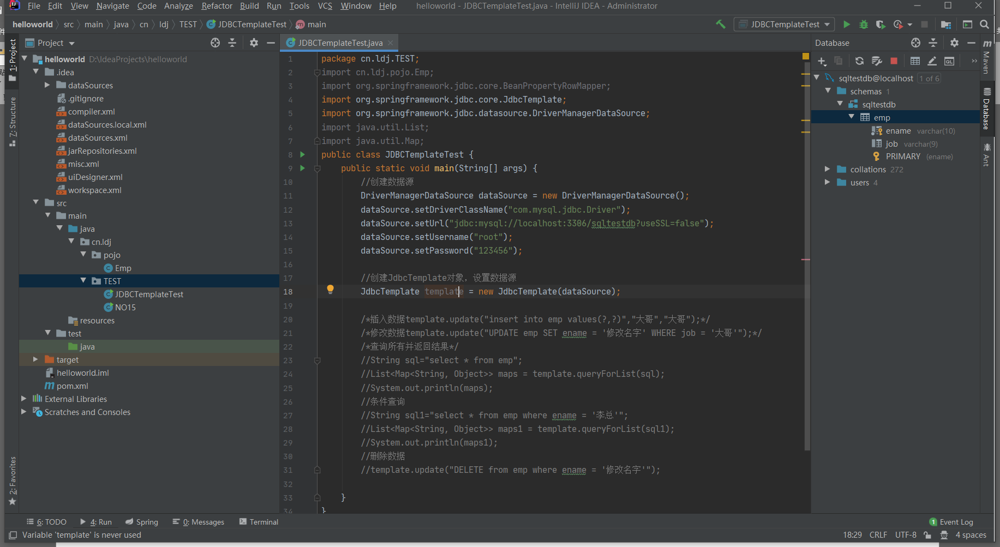 File Edit View Navigate Code Analyze Refactor Build Run Tools VCS Window Help helloworld - JDBCTemplateTest.java - IntelliJ IDEA - Administrator
helloworld src main java cn ldj TEST JDBCTemplateTest main JDBCTemplateTest
1: Project
7: Structure
2: Favorites
Project
helloworld D:\IdeaProjects\helloworld
.idea
dataSources
.gitignore
compiler.xml
dataSources.local.xml
dataSources.xml
jarRepositories.xml
misc.xml
uiDesigner.xml
workspace.xml
src
main
java
cn.ldj
pojo
Emp
TEST
JDBCTemplateTest
NO15
resources
test
java
target
helloworld.iml
pom.xml
External Libraries
Scratches and Consoles
JDBCTemplateTest.java
1 package cn.ldj.TEST;
2 import cn.ldj.pojo.Emp;
3 import org.springframework.jdbc.core.BeanPropertyRowMapper;
4 import org.springframework.jdbc.core.JdbcTemplate;
5 import org.springframework.jdbc.datasource.DriverManagerDataSource;
6 import java.util.List;
7 import java.util.Map;
8 public class JDBCTemplateTest {
9 public static void main(String[] args) {
10 //创建数据源
11 DriverManagerDataSource dataSource = new DriverManagerDataSource();
12 dataSource.setDriverClassName("com.mysql.jdbc.Driver");
13 dataSource.setUrl("jdbc:mysql://localhost:3306/sqltestdb?useSSL=false");
14 dataSource.setUsername("root");
15 dataSource.setPassword("123456");
16
17 //创建JdbcTemplate对象，设置数据源
18 JdbcTemplate template = new JdbcTemplate(dataSource);
19
20 /*插入数据template.update("insert into emp values(?,?)","大哥","大哥");*/
21 /*修改数据template.update("UPDATE emp SET ename = '修改名字' WHERE job = '大哥'");*/
22 /*查询所有并返回结果*/
23 //String sql="select * from emp";
24 //List<Map<String, Object>> maps = template.queryForList(sql);
25 //System.out.println(maps);
26 //条件查询
27 //String sql1="select * from emp where ename = '李总'";
28 //List<Map<String, Object>> maps1 = template.queryForList(sql1);
29 //System.out.println(maps1);
30 //删除数据
31 //template.update("DELETE from emp where ename = '修改名字'");
32
33 }
34 }
Database
sqltestdb@localhost 1 of 6
schemas 1
sqltestdb
emp
ename varchar(10)
job varchar(9)
PRIMARY (ename)
collations 272
users 4
Maven
Database
Ant
6: TODO 4: Run Spring 0: Messages Terminal 1 Event Log
Variable 'template' is never used 18:29 CRLF UTF-8 4 spaces